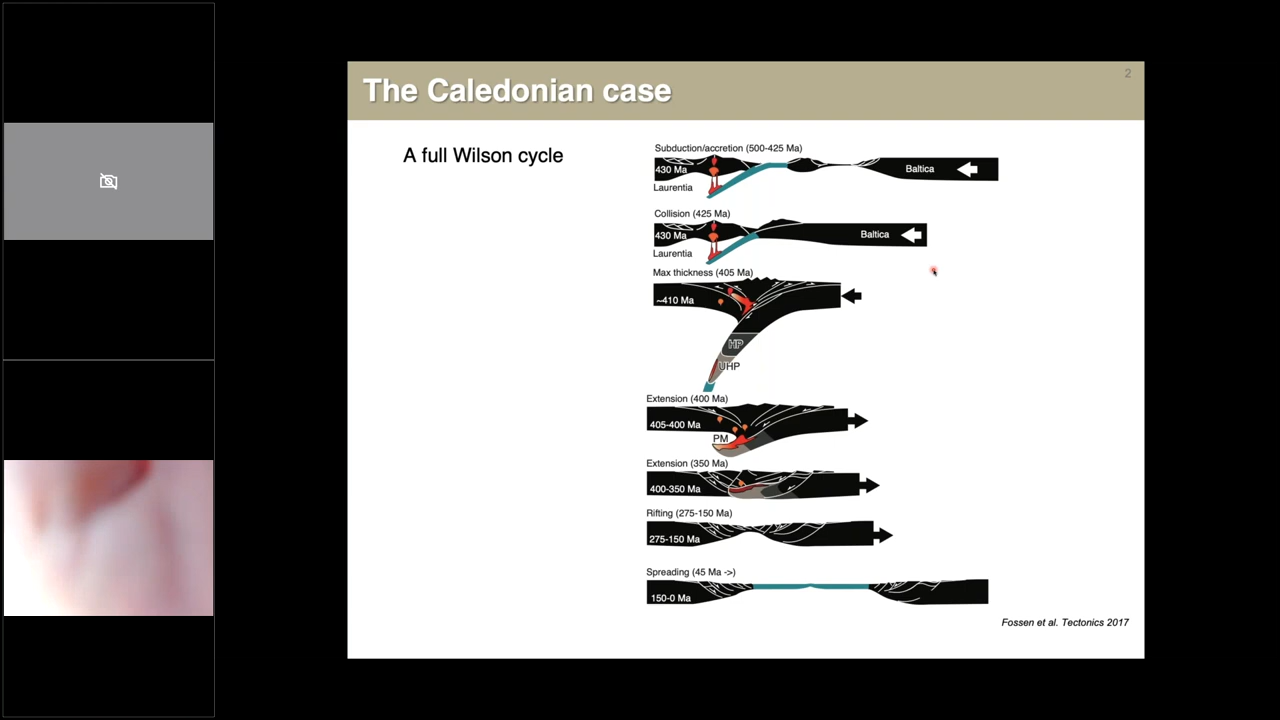 2
The Caledonian case
A full Wilson cycle
Subduction/accretion (500-425 Ma)
430 Ma
Baltica
Laurentia
Collision (425 Ma)
430 Ma
Baltica
Laurentia
Max thickness (405 Ma)
~410 Ma
HP
UHP
Extension (400 Ma)
405-400 Ma
PM
Extension (350 Ma)
400-350 Ma
Rifting (275-150 Ma)
275-150 Ma
Spreading (45 Ma ->)
150-0 Ma
Fossen et al. Tectonics 2017